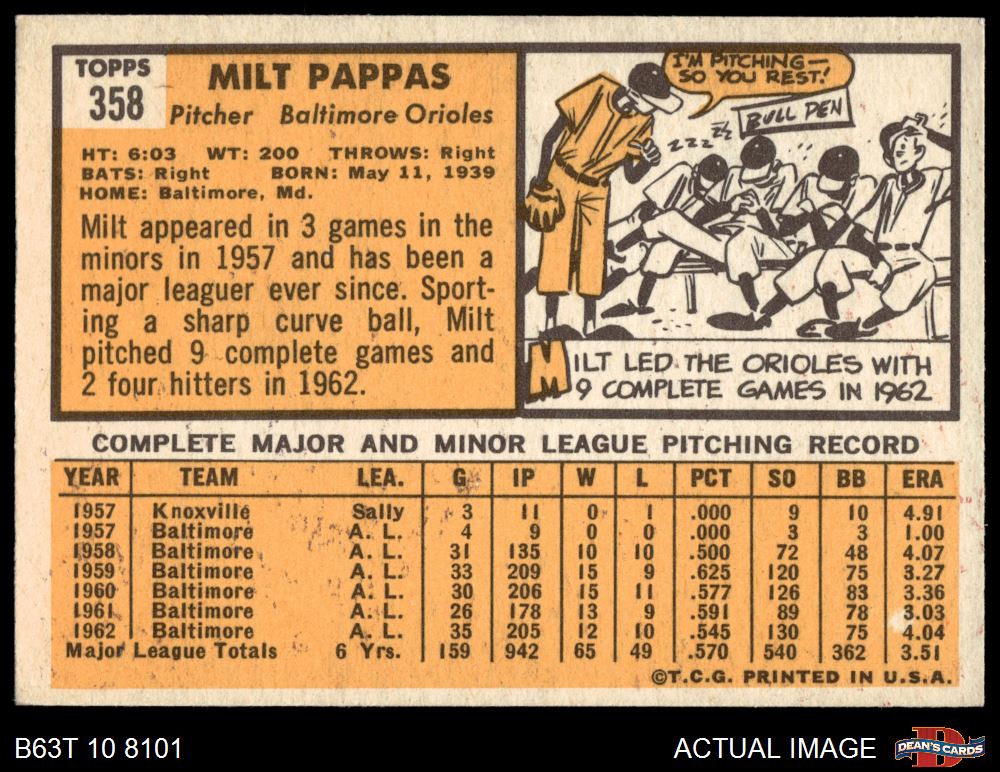 TOPPS
358
MILT PAPPAS
Pitcher Baltimore Orioles
HT: 6:03 WT: 200 THROWS: Right
BATS: Right BORN: May 11, 1939
HOME: Baltimore, Md.
Milt appeared in 3 games in the
minors in 1957 and has been a
major leaguer ever since. Sport-
ing a sharp curve ball, Milt
pitched 9 complete games and
2 four hitters in 1962.
I'M PITCHING—
SO YOU REST!
BULL PEN
ZZZ ZZ
MILT LED THE ORIOLES WITH
9 COMPLETE GAMES IN 1962
COMPLETE MAJOR AND MINOR LEAGUE PITCHING RECORD
YEAR TEAM LEA. G IP W L PCT SO BB ERA
1957 Knoxville Sally 3 11 0 1 .000 9 10 4.91
1957 Baltimore A. L. 4 9 0 0 .000 3 3 1.00
1958 Baltimore A. L. 31 135 10 10 .500 72 48 4.07
1959 Baltimore A. L. 33 209 15 9 .625 120 75 3.27
1960 Baltimore A. L. 30 206 15 11 .577 126 83 3.36
1961 Baltimore A. L. 26 178 13 9 .591 89 78 3.03
1962 Baltimore A. L. 35 205 12 10 .545 130 75 4.04
Major League Totals 6 Yrs. 159 942 65 49 .570 540 362 3.51
©T.C.G. PRINTED IN U.S.A.
B63T 10 8101
ACTUAL IMAGE
D
DEAN'S CARDS